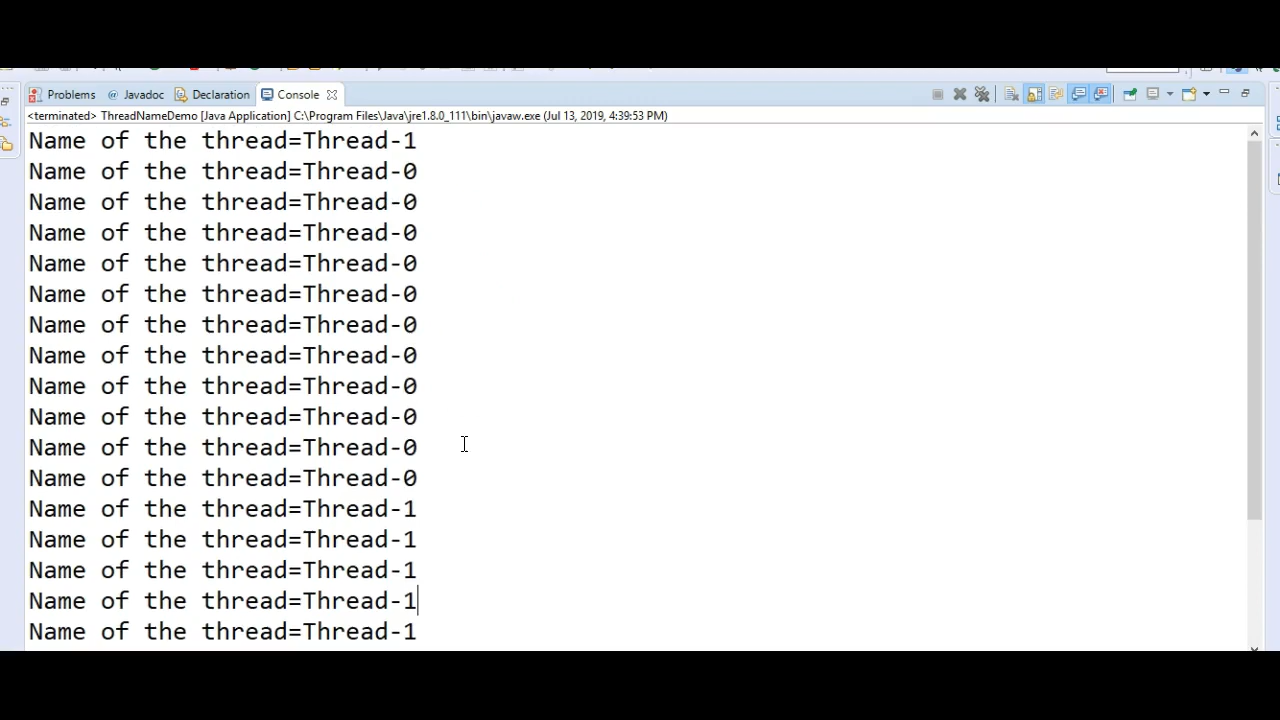 Problems @ Javadoc Declaration Console
<terminated> ThreadNameDemo [Java Application] C:\Program Files\Java\jre1.8.0_111\bin\javaw.exe (Jul 13, 2019, 4:39:53 PM)
Name of the thread=Thread-1
Name of the thread=Thread-0
Name of the thread=Thread-0
Name of the thread=Thread-0
Name of the thread=Thread-0
Name of the thread=Thread-0
Name of the thread=Thread-0
Name of the thread=Thread-0
Name of the thread=Thread-0
Name of the thread=Thread-0
Name of the thread=Thread-0
Name of the thread=Thread-0
Name of the thread=Thread-1
Name of the thread=Thread-1
Name of the thread=Thread-1
Name of the thread=Thread-1
Name of the thread=Thread-1